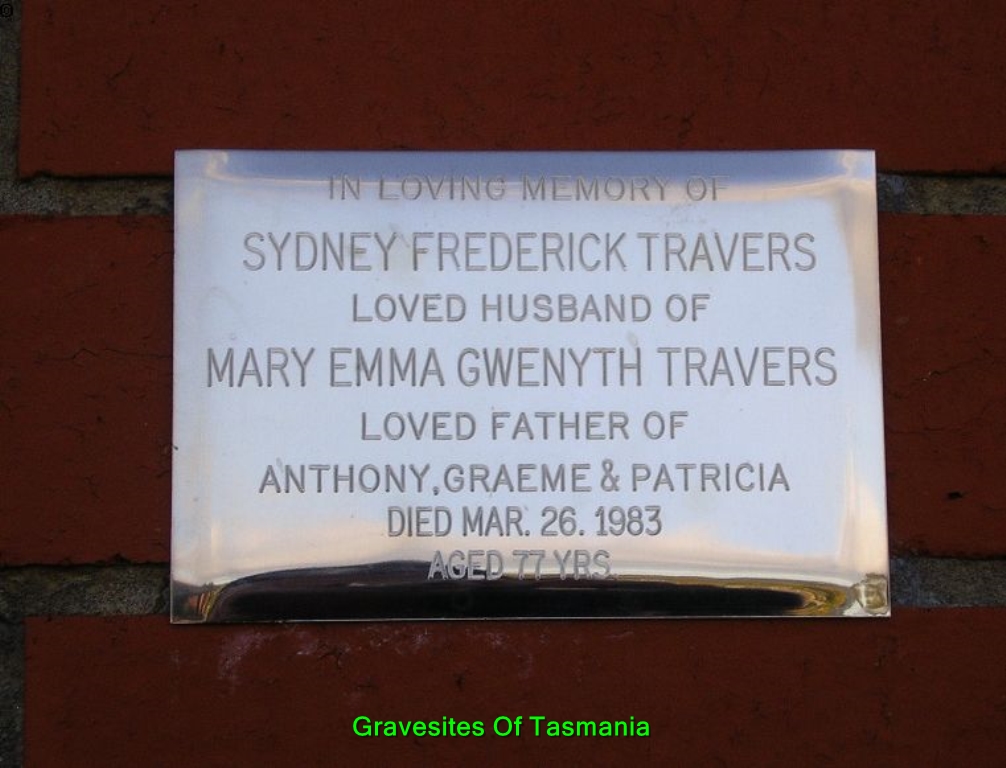 IN LOVING MEMORY OF
SYDNEY FREDERICK TRAVERS
LOVED HUSBAND OF
MARY EMMA GWENYTH TRAVERS
LOVED FATHER OF
ANTHONY, GRAEME & PATRICIA
DIED MAR. 26. 1983
AGED 77 YRS.
Gravesites Of Tasmania